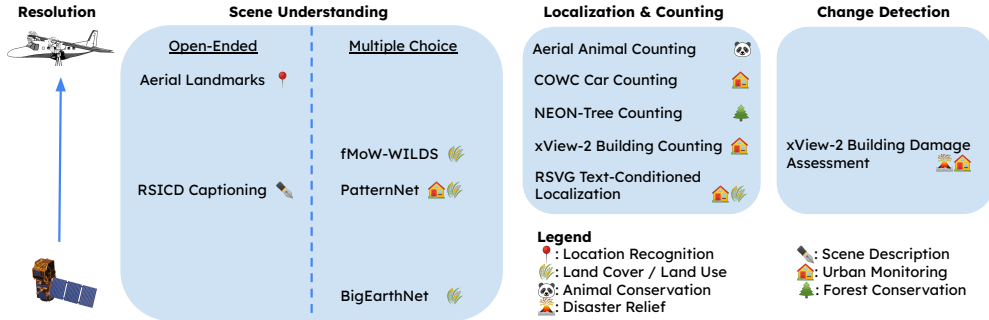 Resolution
Scene Understanding
Localization & Counting
Change Detection
Open-Ended
Multiple Choice
Aerial Landmarks
fMoW-WILDS
RSICD Captioning
PatternNet
BigEarthNet
Aerial Animal Counting
COWC Car Counting
NEON-Tree Counting
xView-2 Building Counting
RSVG Text-Conditioned
Localization
xView-2 Building Damage
Assessment
Legend
: Location Recognition
: Land Cover / Land Use
: Animal Conservation
: Disaster Relief
: Scene Description
: Urban Monitoring
: Forest Conservation